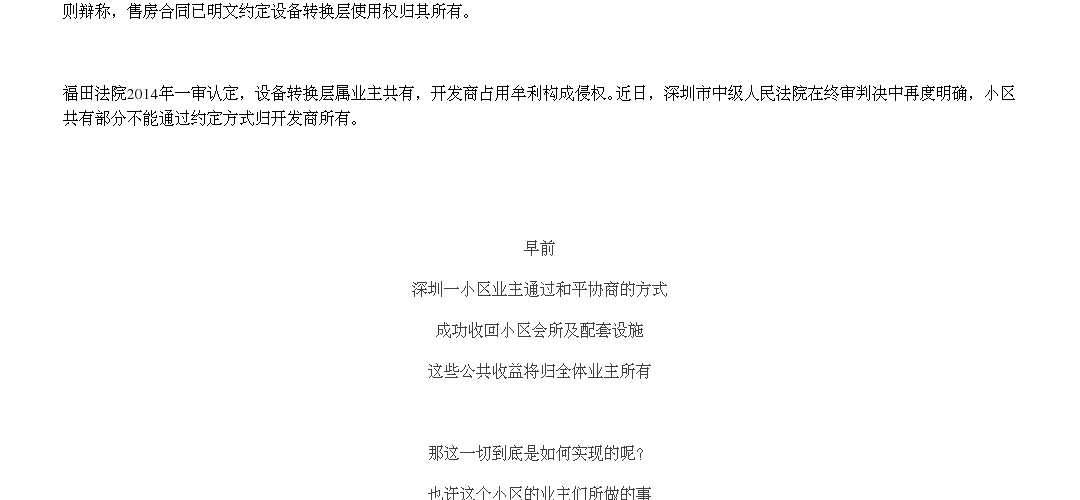 则辩称，售房合同已明文约定设备转换层使用权归其所有。
福田法院2014年一审认定，设备转换层属业主共有，开发商占用牟利构成侵权。近日，深圳市中级人民法院在终审判决中再度明确，小区
共有部分不能通过约定方式归开发商所有。
早前
深圳一小区业主通过和平协商的方式
成功收回小区会所及配套设施
这些公共收益将归全体业主所有
那这一切到底是如何实现的呢？
也许这个小区的业主们所做的事